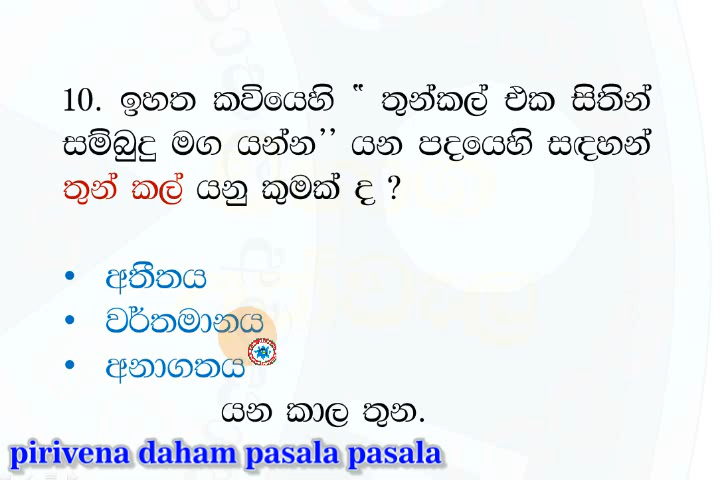 10. ඉහත කවියෙහි “ තුන්කල් එක සිතින්
සම්බුදු මග යන්න’’ යන පදයෙහි සඳහන්
තුන් කල් යනු කුමක් ද ?
• අතීතය
• වර්තමානය
• අනාගතය
යන කාල තුන.
pirivena daham pasala pasala